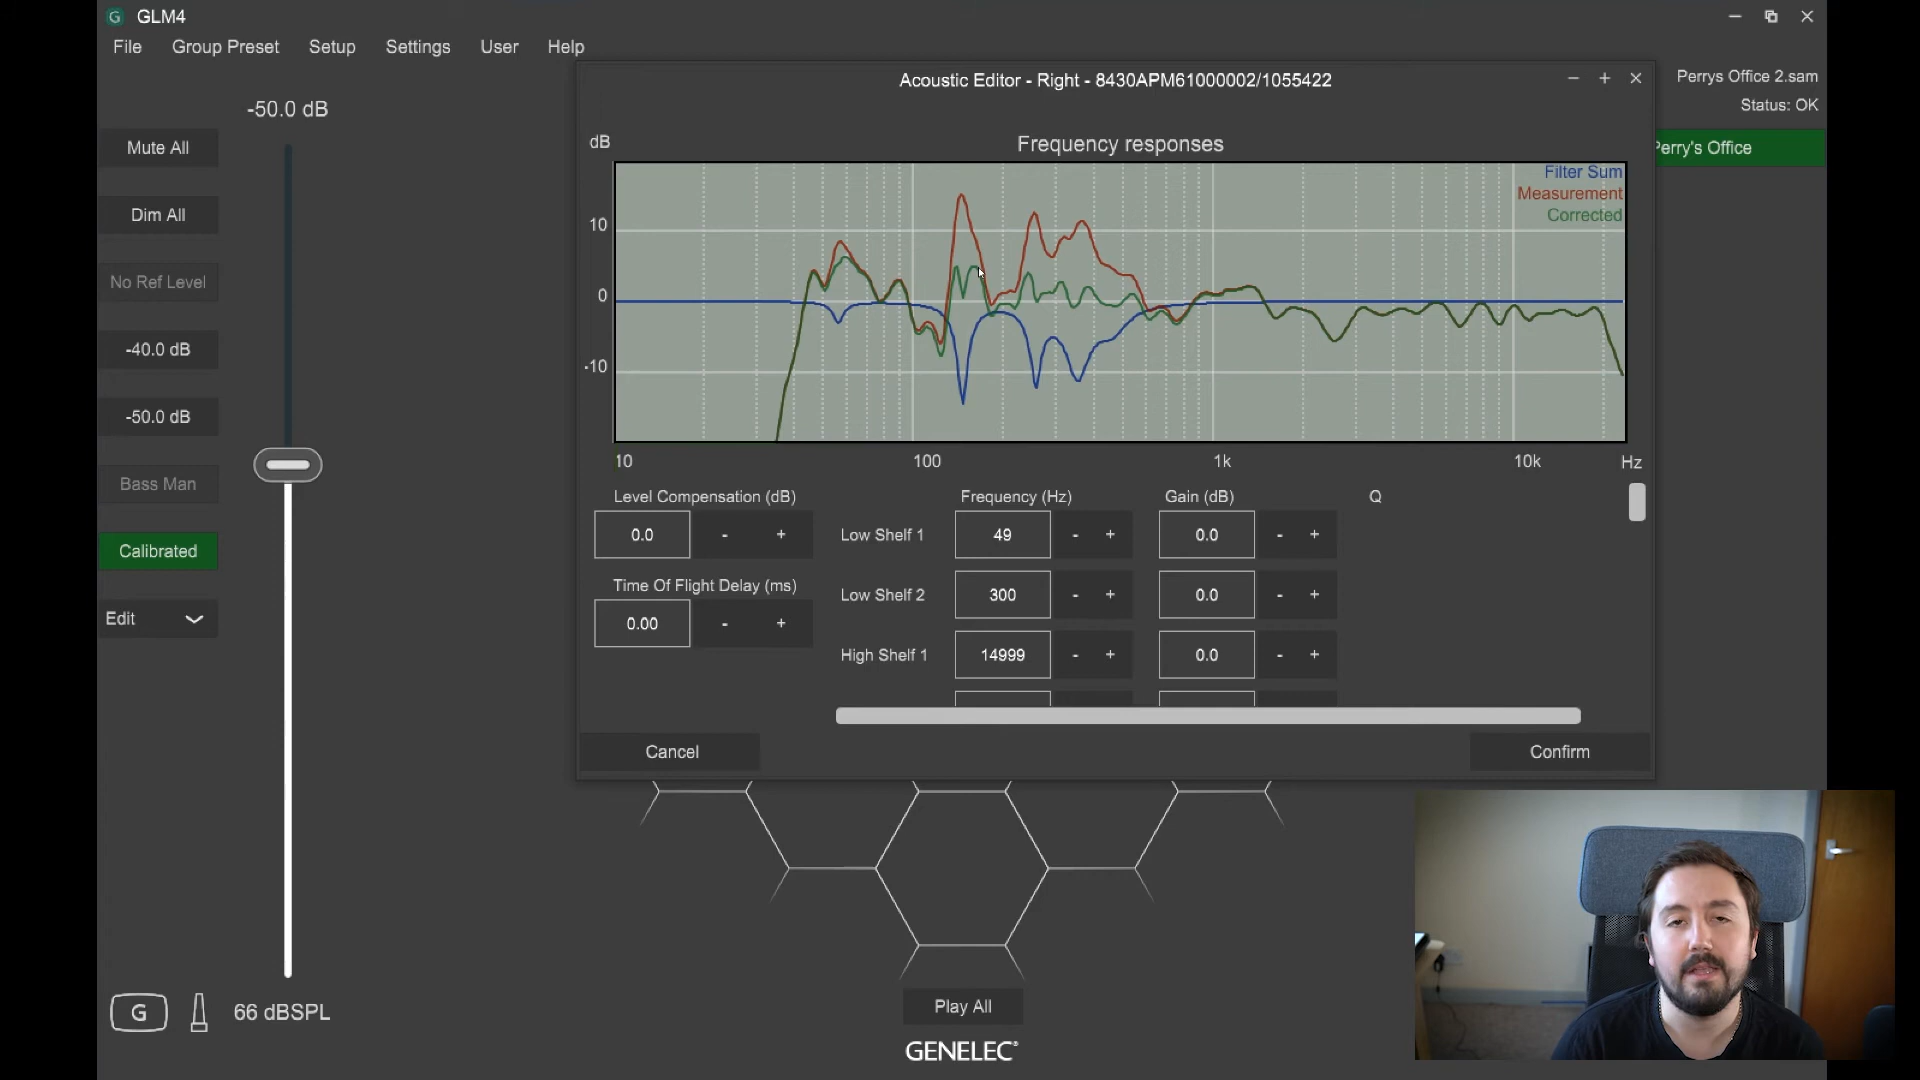 GLM4
File Group Preset Setup Settings User Help
Acoustic Editor - Right - 8430APM61000002/1055422
Perrys Office 2.sam
Status: OK
Perry's Office
-50.0 dB
Mute All
Dim All
No Ref Level
-40.0 dB
-50.0 dB
Bass Man
Calibrated
Edit
66 dBSPL
G
dB
Frequency responses
Filter Sum
Measurement
Corrected
10
0
-10
10 100 1k 10k Hz
Level Compensation (dB) Frequency (Hz) Gain (dB) Q
0.0 - + Low Shelf 1 49 - + 0.0 - +
Time Of Flight Delay (ms)
0.00 - + Low Shelf 2 300 - + 0.0 - +
High Shelf 1 14999 - + 0.0 - +
Cancel Confirm
Play All
GENELEC®